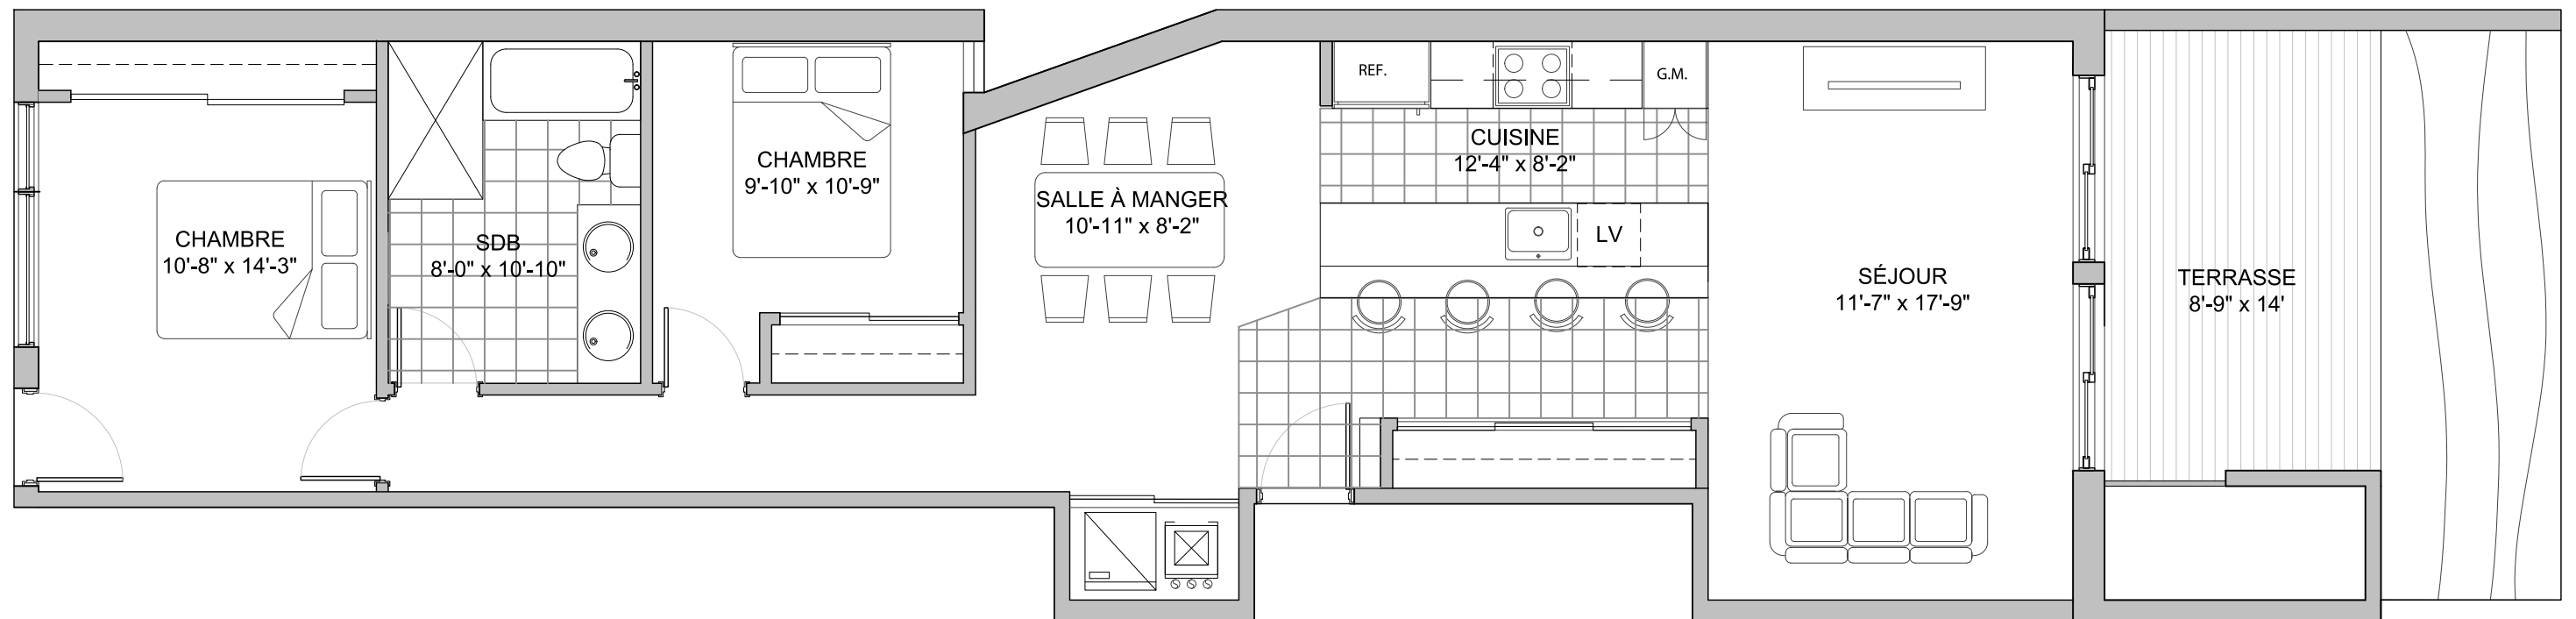 CHAMBRE
10'-8" x 14'-3"
SDB
8'-0" x 10'-10"
CHAMBRE
9'-10" x 10'-9"
SALLE À MANGER
10'-11" x 8'-2"
REF.
G.M.
CUISINE
12'-4" x 8'-2"
LV
SÉJOUR
11'-7" x 17'-9"
TERRASSE
8'-9" x 14'